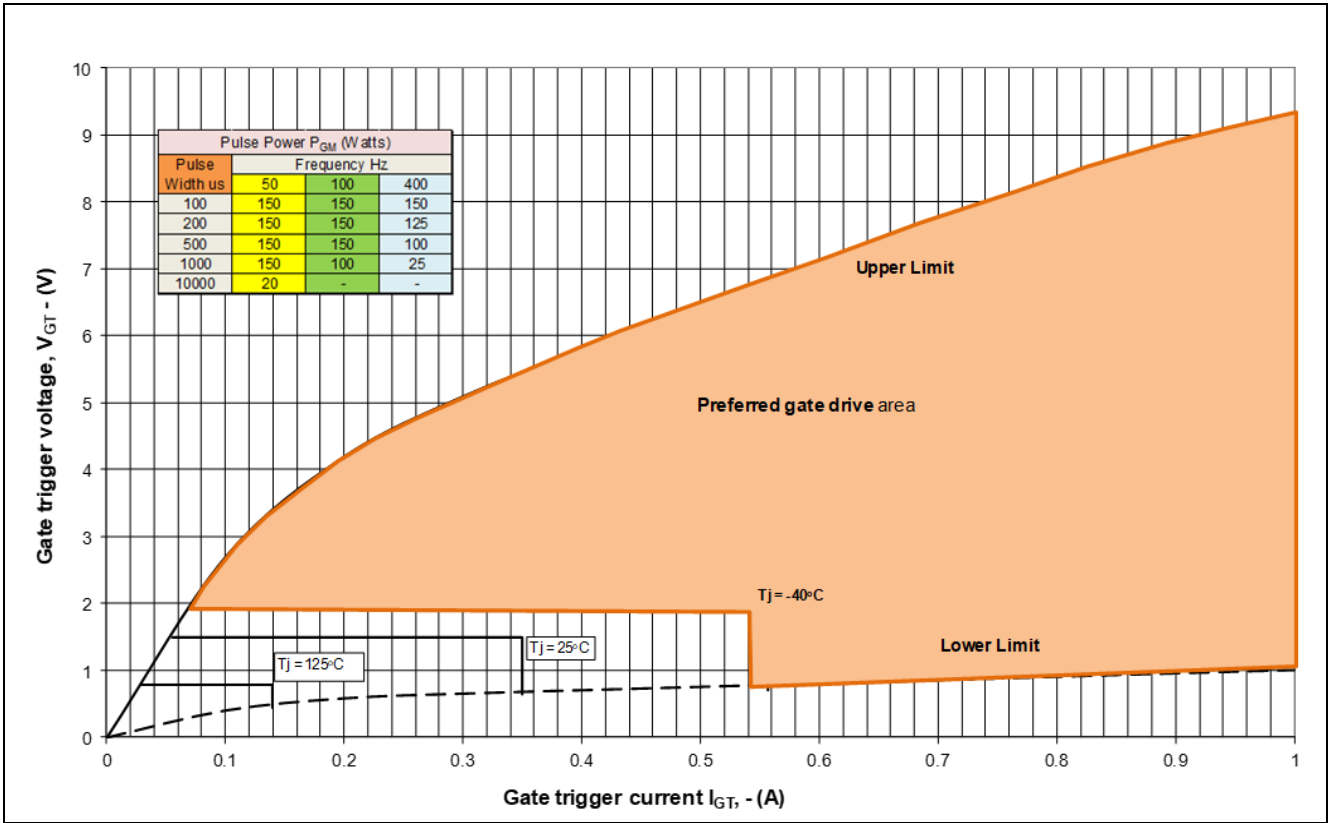 10
9
8
7
6
5
4
3
2
1
0
Gate trigger voltage, V_GT - (V)
Pulse Power P_GM (Watts)
Pulse Width us Frequency Hz
50 100 400
100 150 150 150
200 150 150 125
500 150 150 100
1000 150 100 25
10000 20 - -
Upper Limit
Preferred gate drive area
Tj = -40°C
Tj = 25°C
Tj = 125°C
Lower Limit
0 0.1 0.2 0.3 0.4 0.5 0.6 0.7 0.8 0.9 1
Gate trigger current I_GT, - (A)